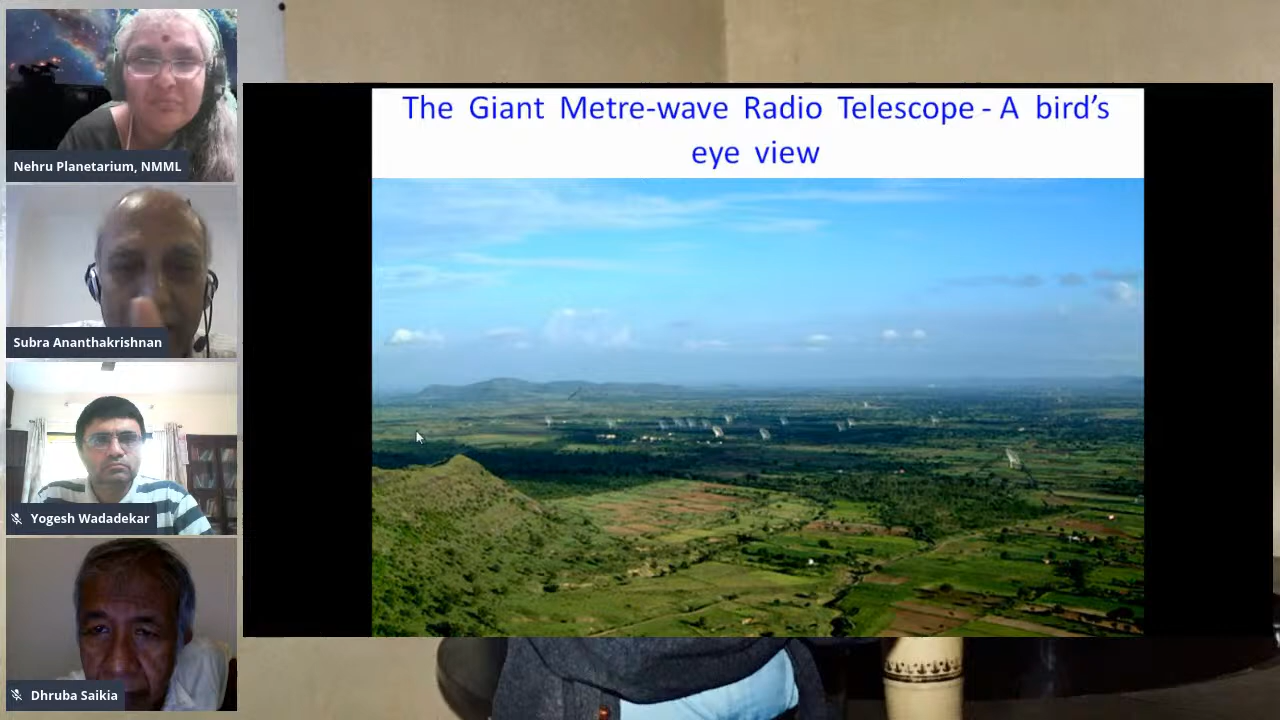 Nehru Planetarium, NMML
Subra Ananthakrishnan
Yogesh Wadadekar
Dhruba Saikia
The Giant Metre-wave Radio Telescope - A bird's
eye view